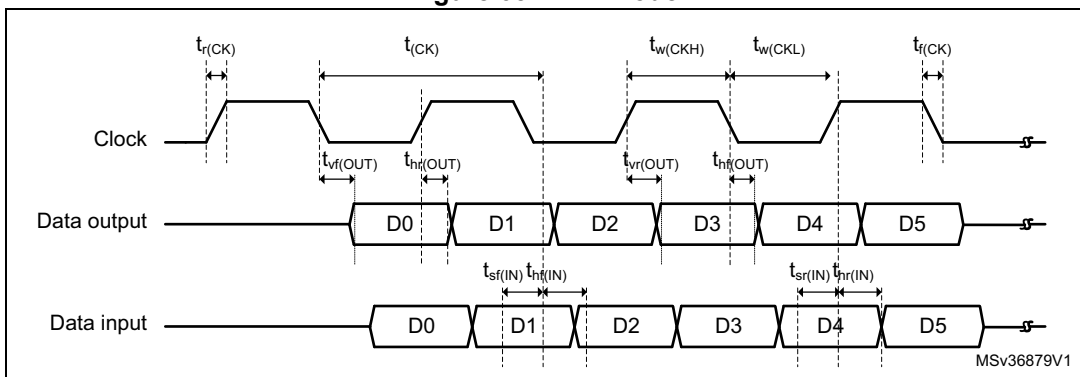 t_r(CK) t_(CK) t_w(CKH) t_w(CKL) t_f(CK)
Clock
t_vf(OUT) t_hr(OUT) t_vr(OUT) t_hf(OUT)
Data output D0 D1 D2 D3 D4 D5
t_sf(IN) t_hf(IN) t_sr(IN) t_hr(IN)
Data input D0 D1 D2 D3 D4 D5
MSv36879V1